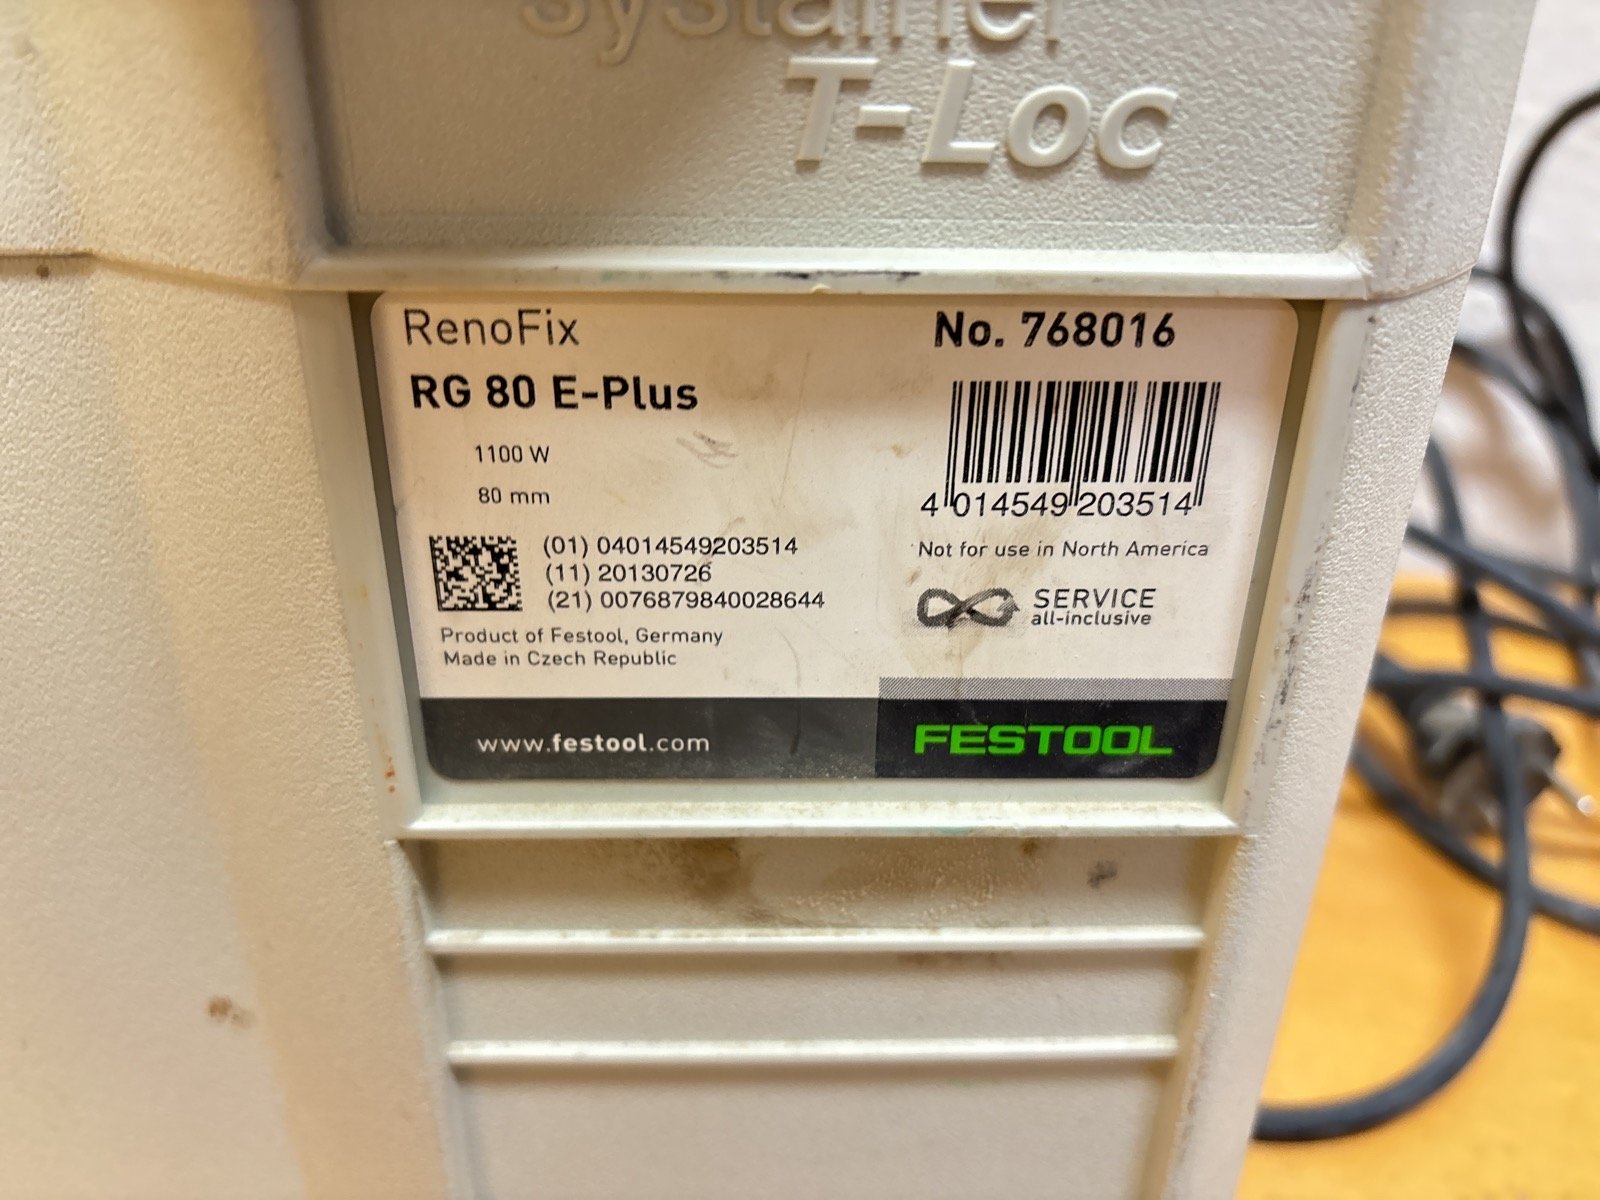 systainer
T-Loc
RenoFix
No. 768016
RG 80 E-Plus
1100 W
80 mm
4 014549 203514
(01) 04014549203514
(11) 20130726
(21) 0076879840028644
Not for use in North America
SERVICE
all-inclusive
Product of Festool, Germany
Made in Czech Republic
www.festool.com
FESTOOL